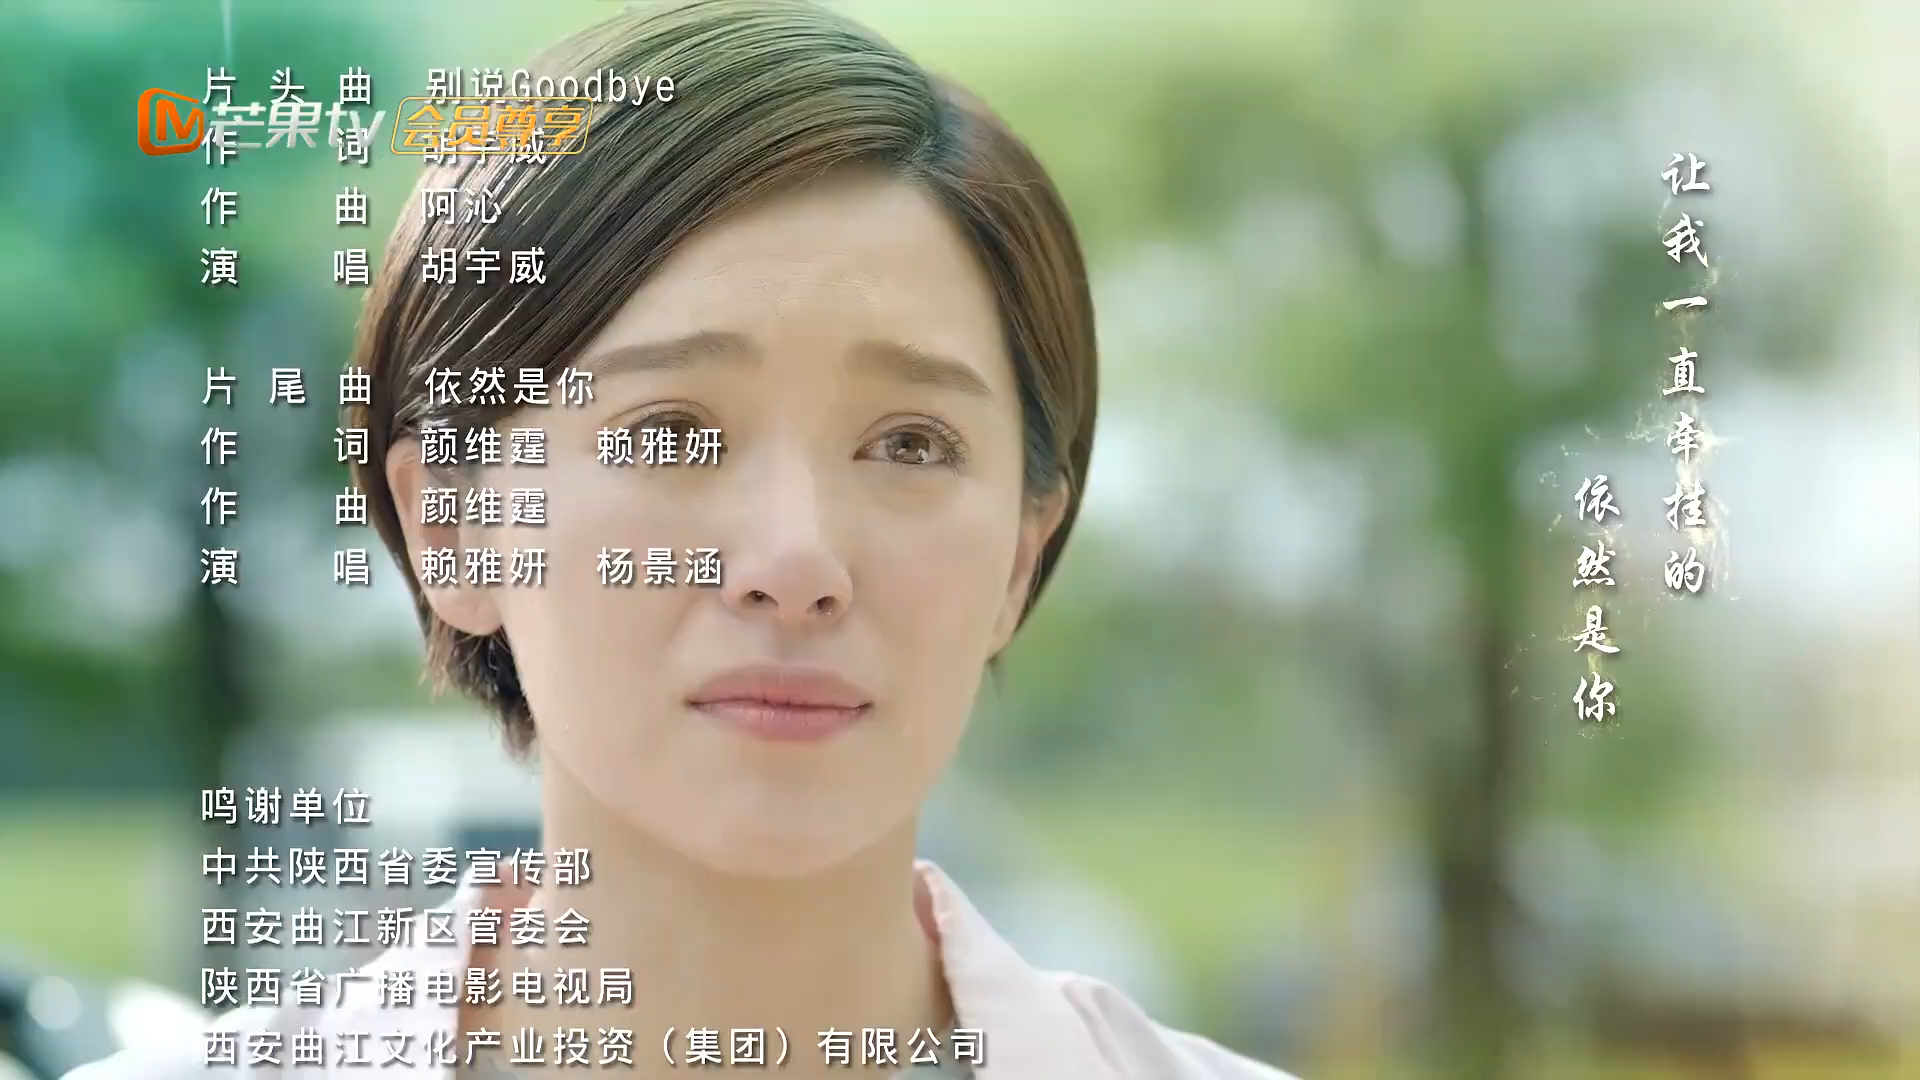 片头曲 别说Goodbye
芒果tv 会员尊享
作词 胡宇威
作曲 阿沁
演唱 胡宇威
片尾曲 依然是你
作词 颜维霆 赖雅妍
作曲 颜维霆
演唱 赖雅妍 杨景涵
鸣谢单位
中共陕西省委宣传部
西安曲江新区管委会
陕西省广播电影电视局
西安曲江文化产业投资（集团）有限公司
让我一直牵挂的
依然是你